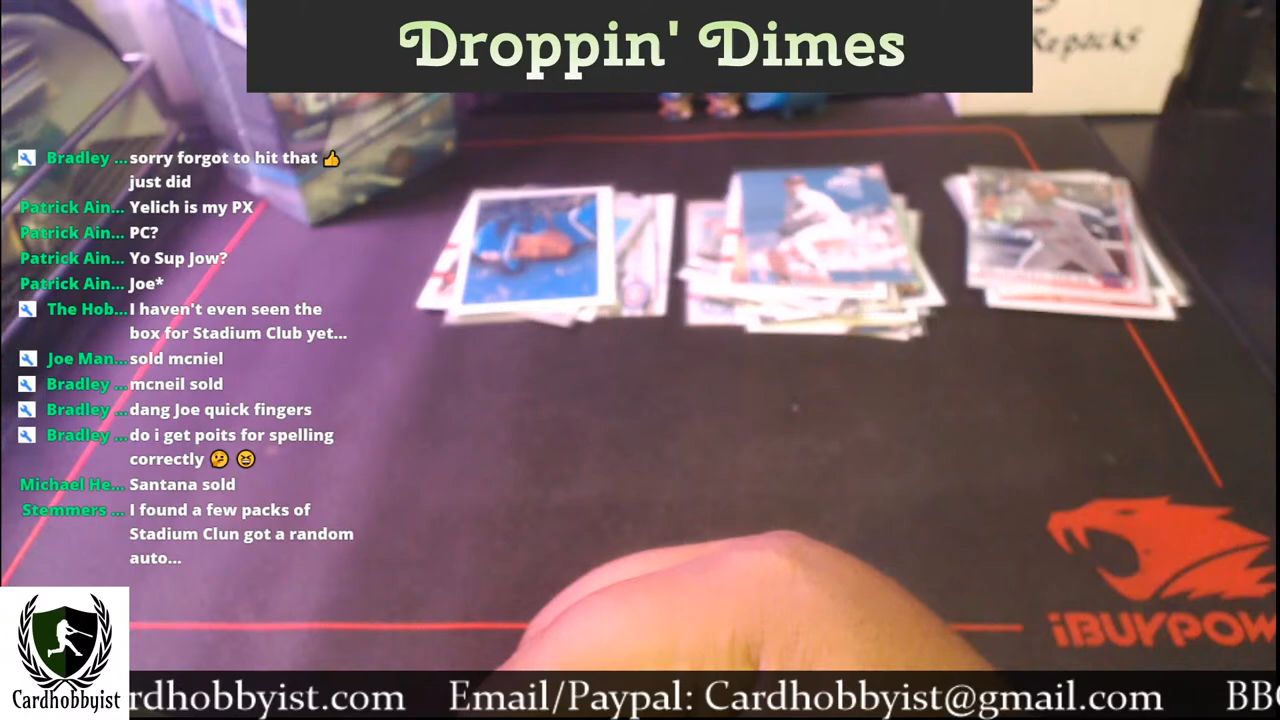 Droppin' Dimes
Repacks
Bradley ...sorry forgot to hit that 👍
just did
Patrick Ain... Yelich is my PX
Patrick Ain... PC?
Patrick Ain... Yo Sup Jow?
Patrick Ain... Joe*
The Hob...I haven't even seen the
box for Stadium Club yet...
Joe Man...sold mcniel
Bradley ...mcneil sold
Bradley ...dang Joe quick fingers
Bradley ...do i get poits for spelling
correctly 🤔 😆
Michael He... Santana sold
Stemmers ... I found a few packs of
Stadium Clun got a random
auto...
iBUYPOW
Cardhobbyist
rdhobbyist.com Email/Paypal: Cardhobbyist@gmail.com BB